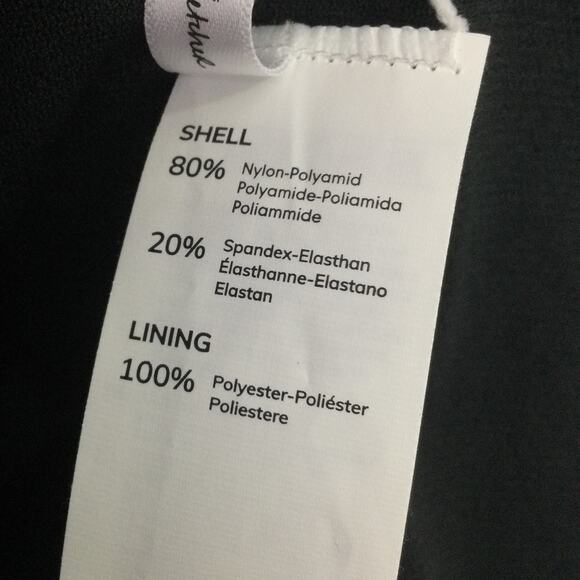 SHELL
80% Nylon-Polyamid
Polyamide-Poliamida
Poliammide
20% Spandex-Elasthan
Élasthanne-Elastano
Elastan
LINING
100% Polyester-Poliéster
Poliestere